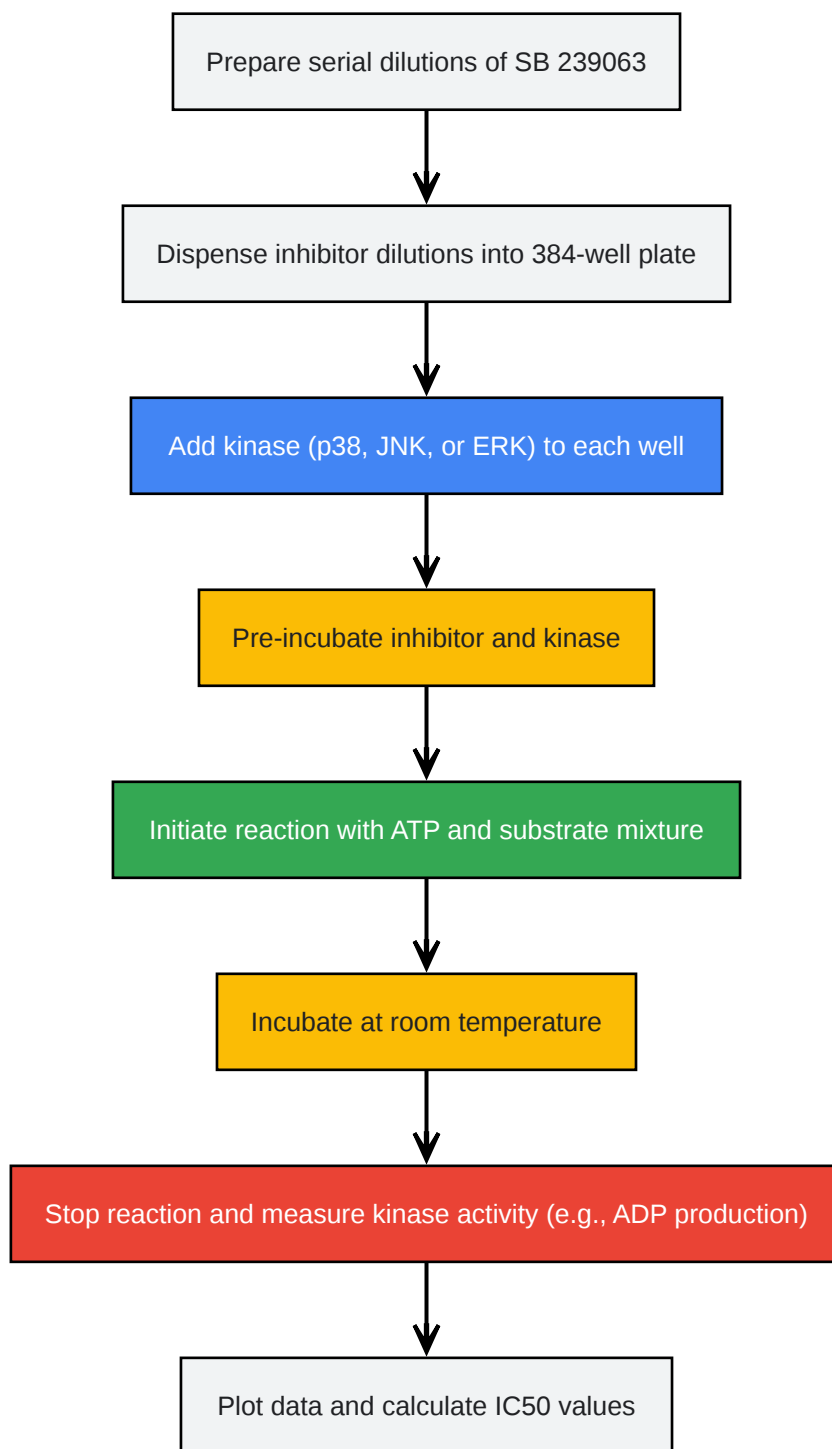 Prepare serial dilutions of SB 239063
Dispense inhibitor dilutions into 384-well plate
Add kinase (p38, JNK, or ERK) to each well
Pre-incubate inhibitor and kinase
Initiate reaction with ATP and substrate mixture
Incubate at room temperature
Stop reaction and measure kinase activity (e.g., ADP production)
Plot data and calculate IC50 values